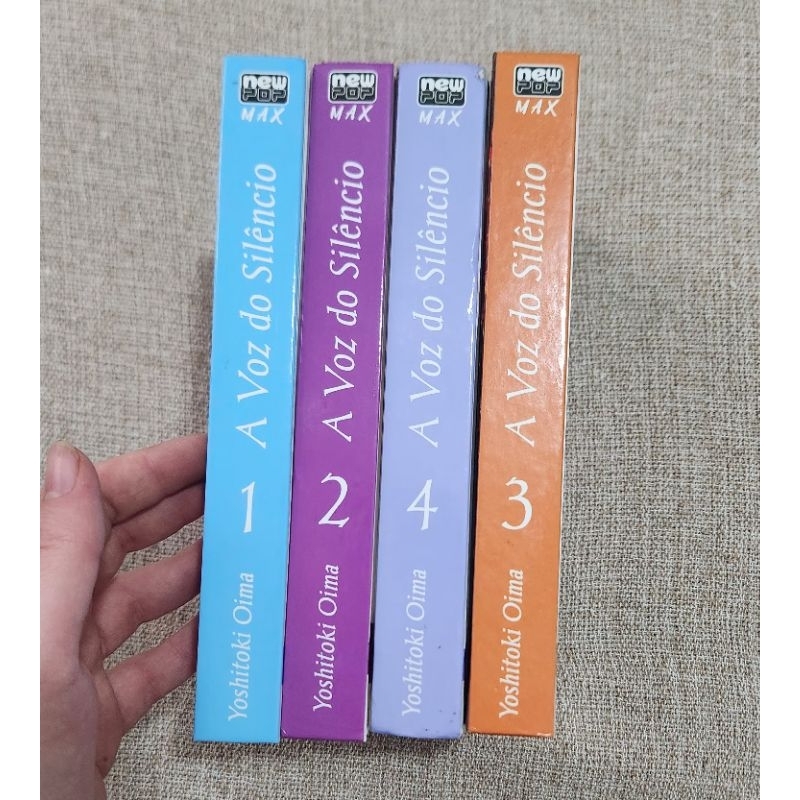 new
POP
MAX
A Voz do Silêncio
1
Yoshitoki Oima
new
POP
MAX
A Voz do Silêncio
2
Yoshitoki Oima
new
POP
MAX
A Voz do Silêncio
4
Yoshitoki Oima
new
POP
MAX
A Voz do Silêncio
3
Yoshitoki Oima